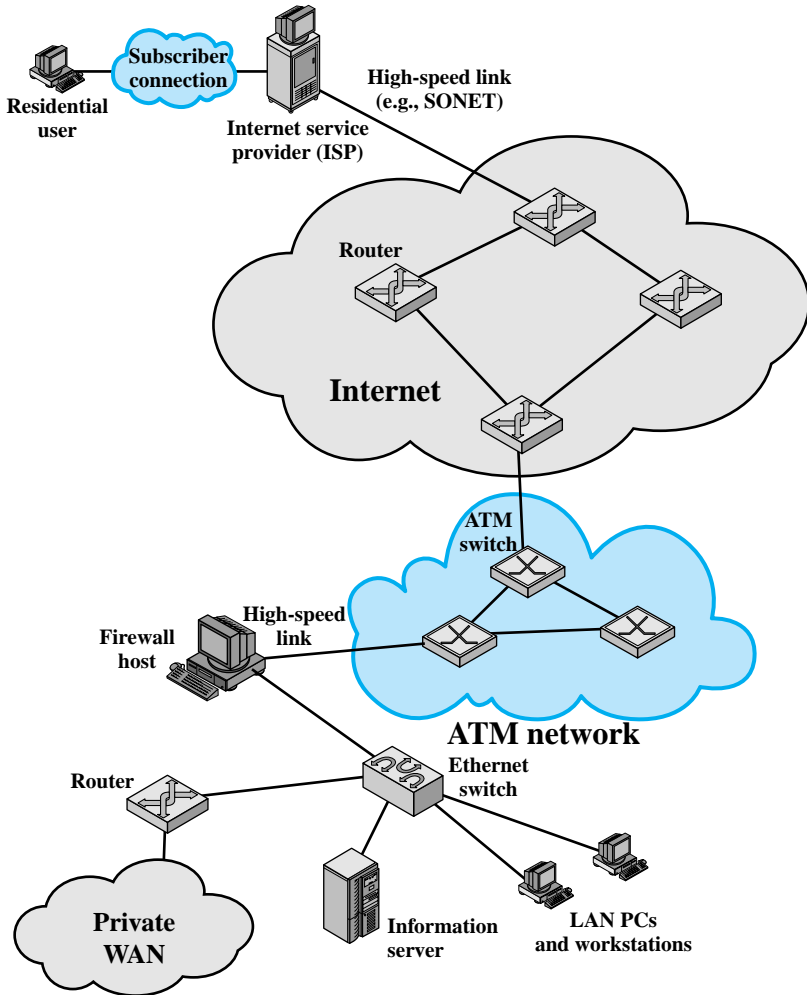 Subscriber
connection
Residential
user
Internet service
provider (ISP)
High-speed link
(e.g., SONET)
Router
Internet
ATM
switch
High-speed
link
Firewall
host
ATM network
Ethernet
switch
Router
Private
WAN
Information
server
LAN PCs
and workstations